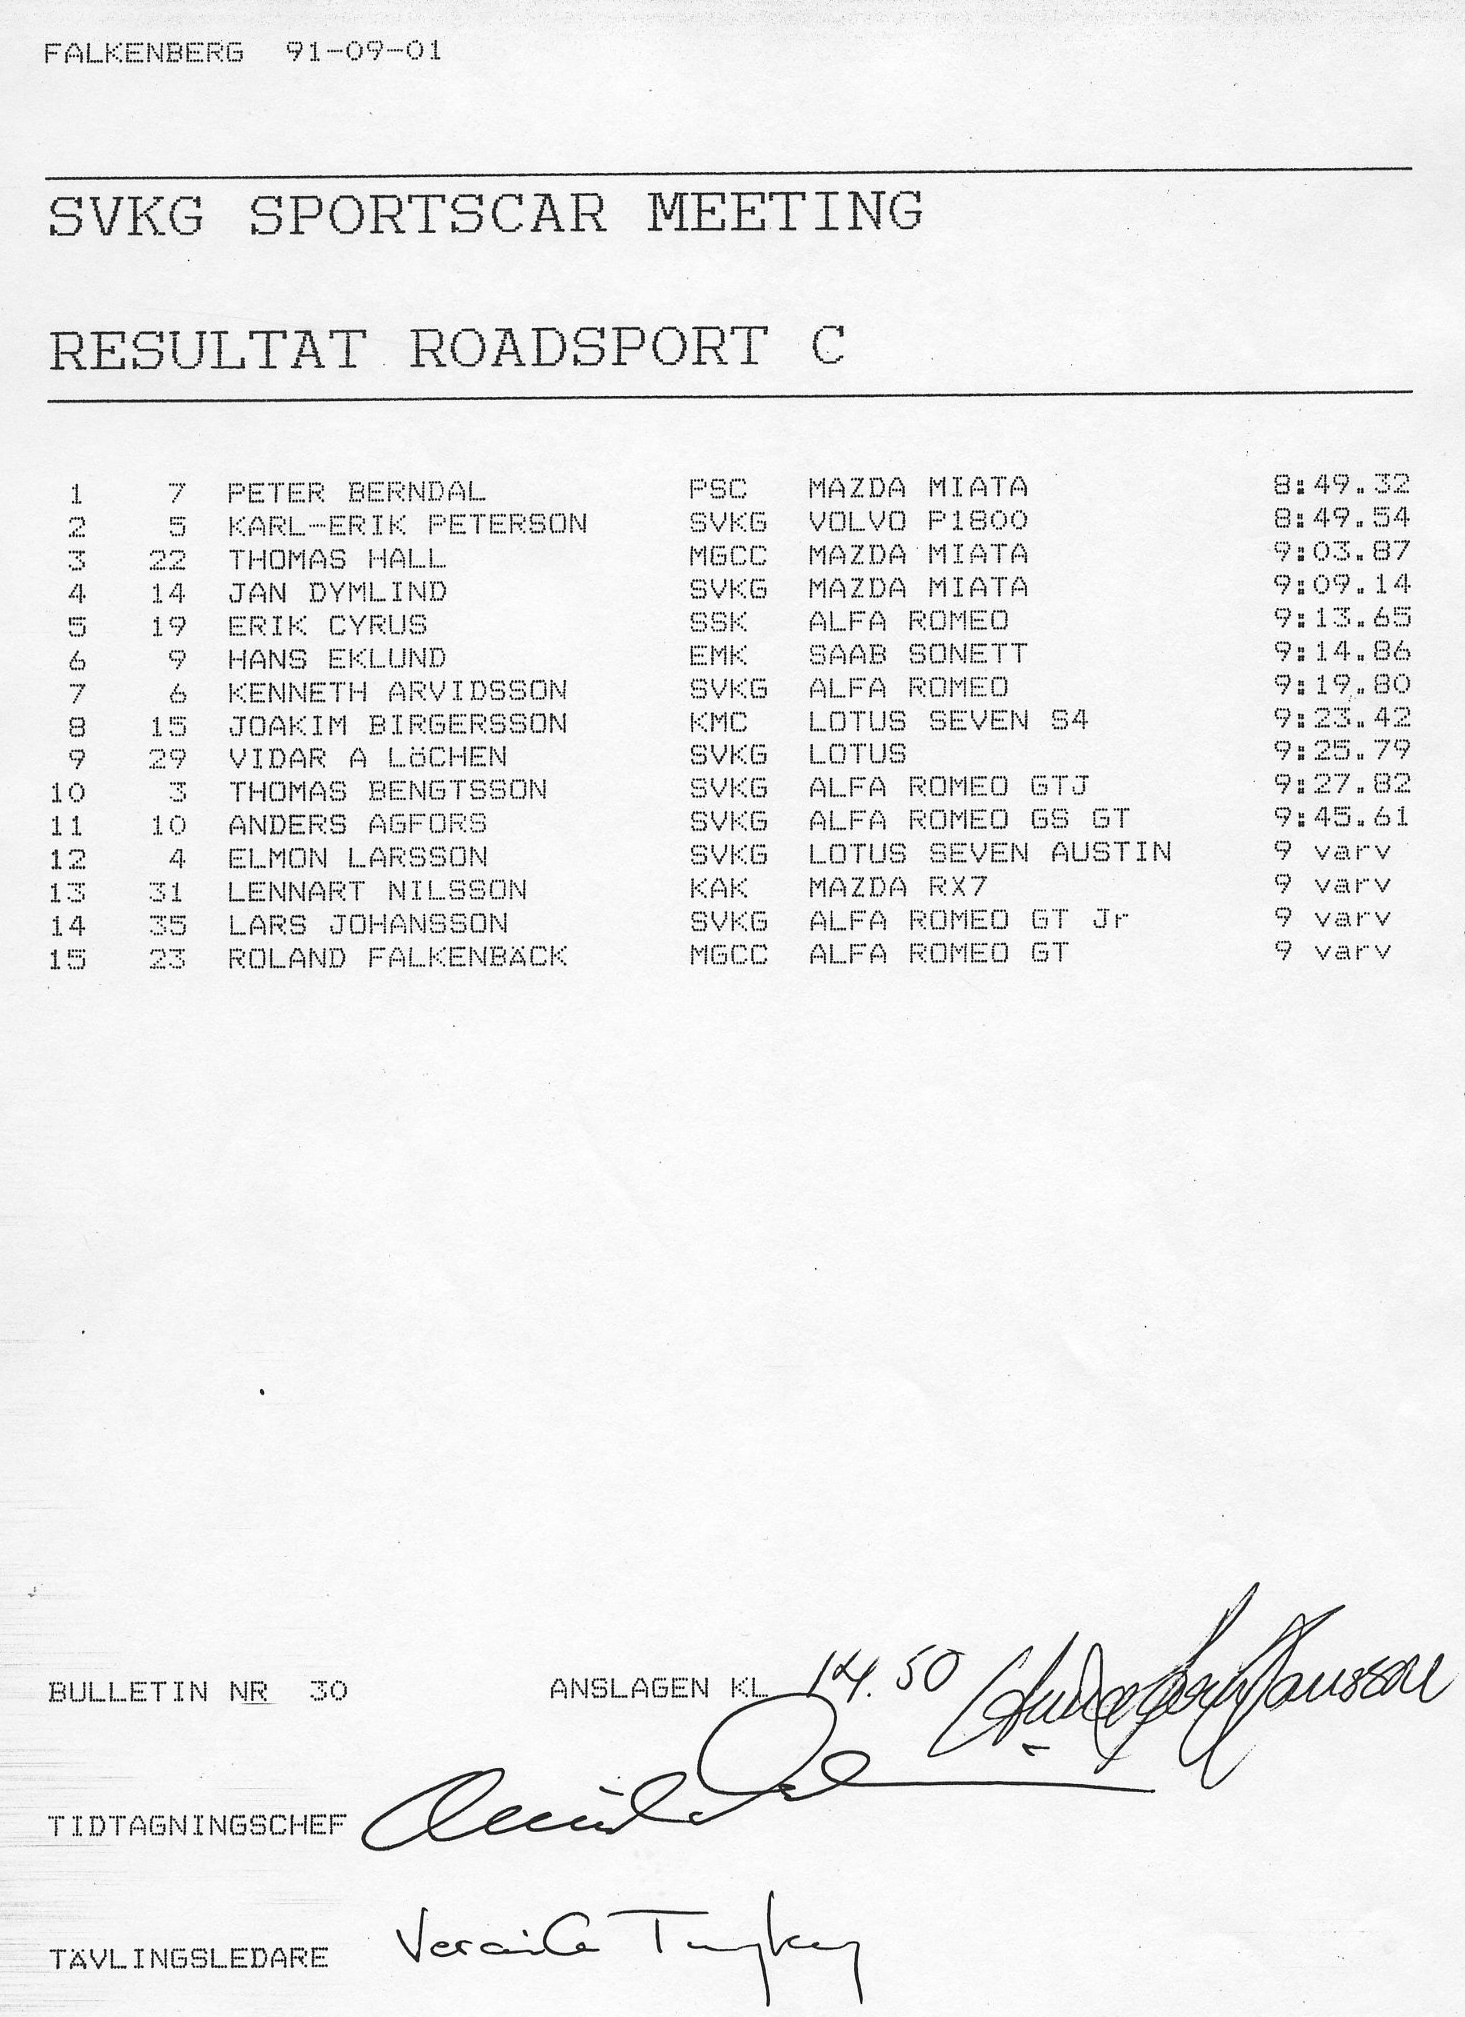 FALKENBERG 91-09-01
SVKG SPORTSCAR MEETING
RESULTAT ROADSPORT C
1 7 PETER BERNDAL PSC MAZDA MIATA 8:49.32
2 5 KARL-ERIK PETERSON SVKG VOLVO P1800 8:49.54
3 22 THOMAS HALL MGCC MAZDA MIATA 9:03.87
4 14 JAN DYMLIND SVKG MAZDA MIATA 9:09.14
5 19 ERIK CYRUS SSK ALFA ROMEO 9:13.65
6 9 HANS EKLUND EMK SAAB SONETT 9:14.86
7 6 KENNETH ARVIDSSON SVKG ALFA ROMEO 9:19.80
8 15 JOAKIM BIRGERSSON KMC LOTUS SEVEN S4 9:23.42
9 29 VIDAR A LöCHEN SVKG LOTUS 9:25.79
10 3 THOMAS BENGTSSON SVKG ALFA ROMEO GTJ 9:27.82
11 10 ANDERS AGFORS SVKG ALFA ROMEO GS GT 9:45.61
12 4 ELMON LARSSON SVKG LOTUS SEVEN AUSTIN 9 varv
13 31 LENNART NILSSON KAK MAZDA RX7 9 varv
14 35 LARS JOHANSSON SVKG ALFA ROMEO GT Jr 9 varv
15 23 ROLAND FALKENBÄCK MGCC ALFA ROMEO GT 9 varv
BULLETIN NR 30 ANSLAGEN KL 14.50
TIDTAGNINGSCHEF
TÄVLINGSLEDARE